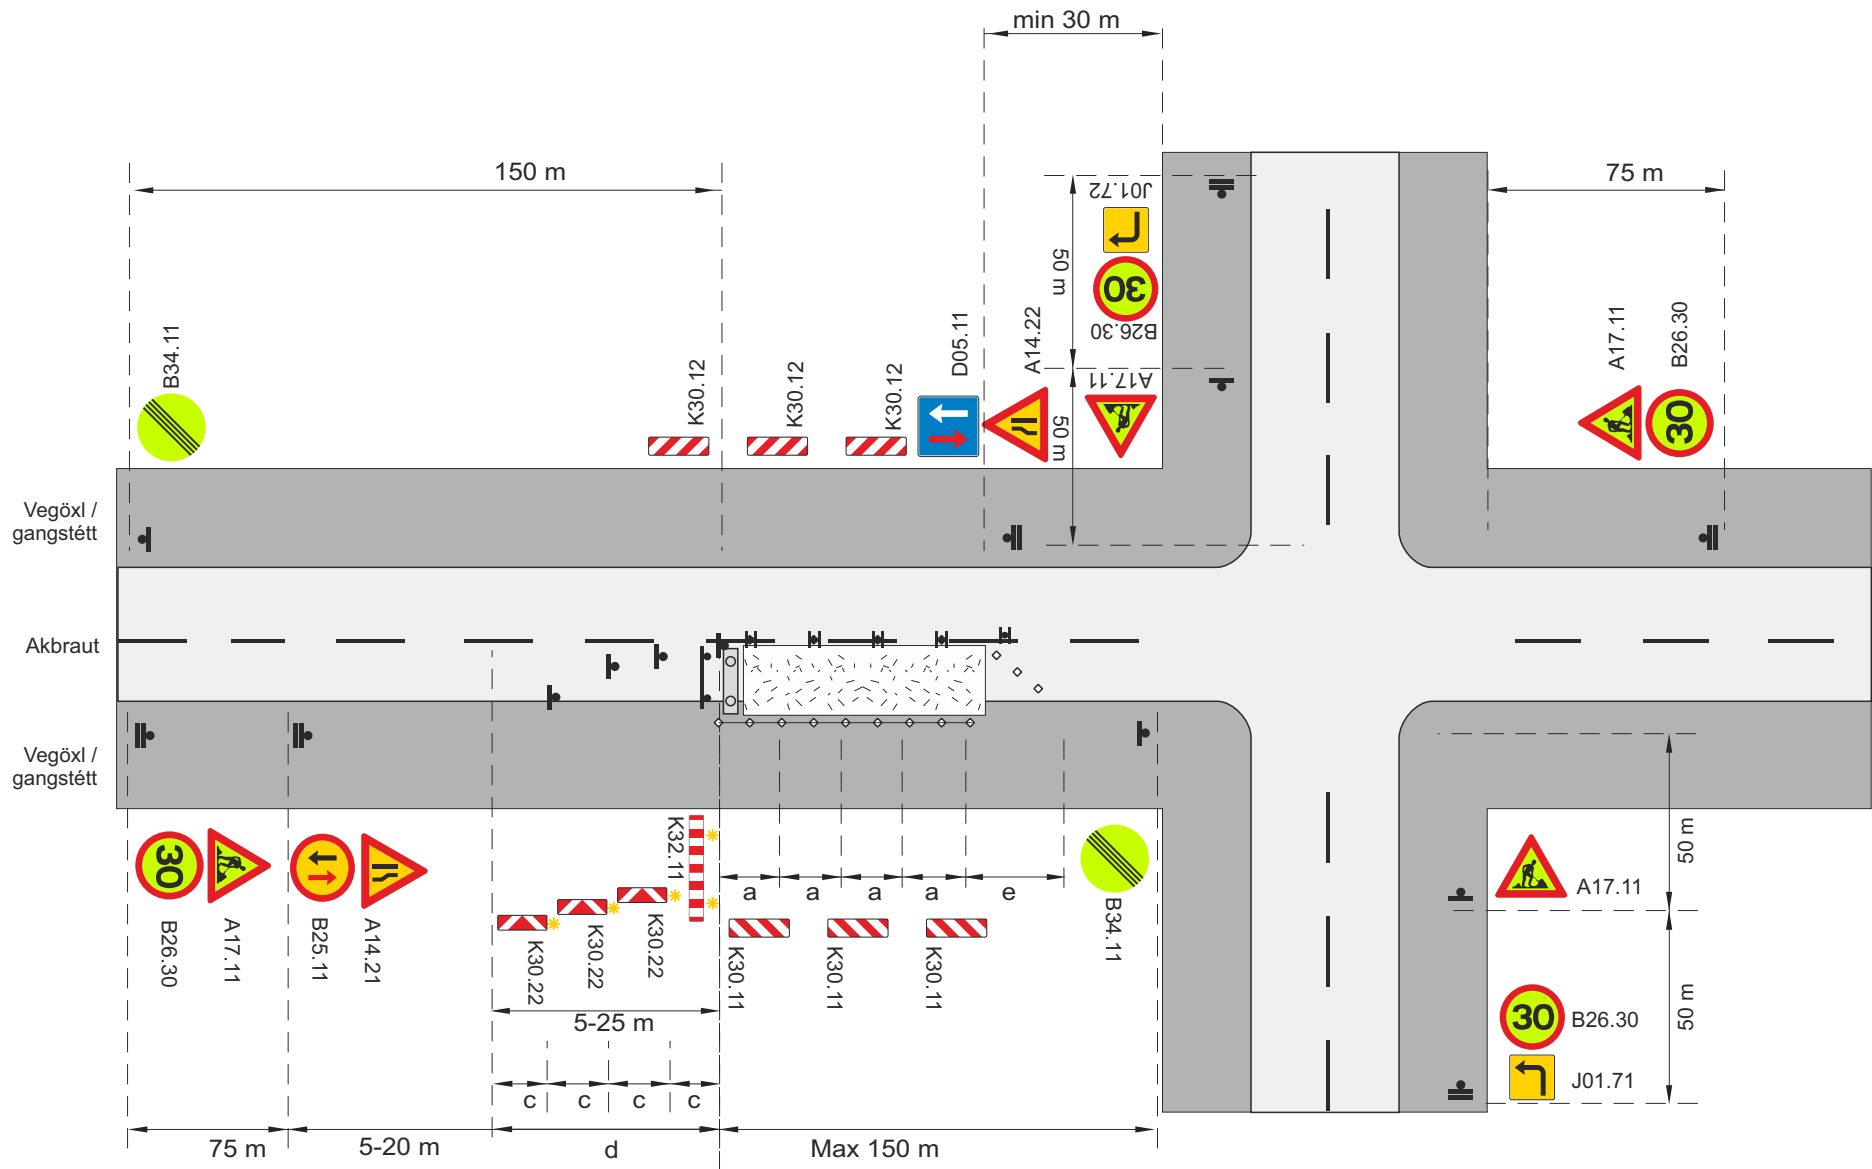 min 30 m
150 m
75 m
J01.72
50 m
30
B26.30
A17.11
50 m
B34.11
K30.12
K30.12
K30.12
D05.11
A14.22
A17.11
B26.30
30
Vegöxl /
gangstétt
Akbraut
Vegöxl /
gangstétt
30
B26.30
A17.11
B25.11
A14.21
K30.22
K30.22
K30.22
K32.11
a
a
a
a
e
K30.11
K30.11
K30.11
B34.11
50 m
A17.11
50 m
30
B26.30
J01.71
5-25 m
c
c
c
c
75 m
5-20 m
d
Max 150 m